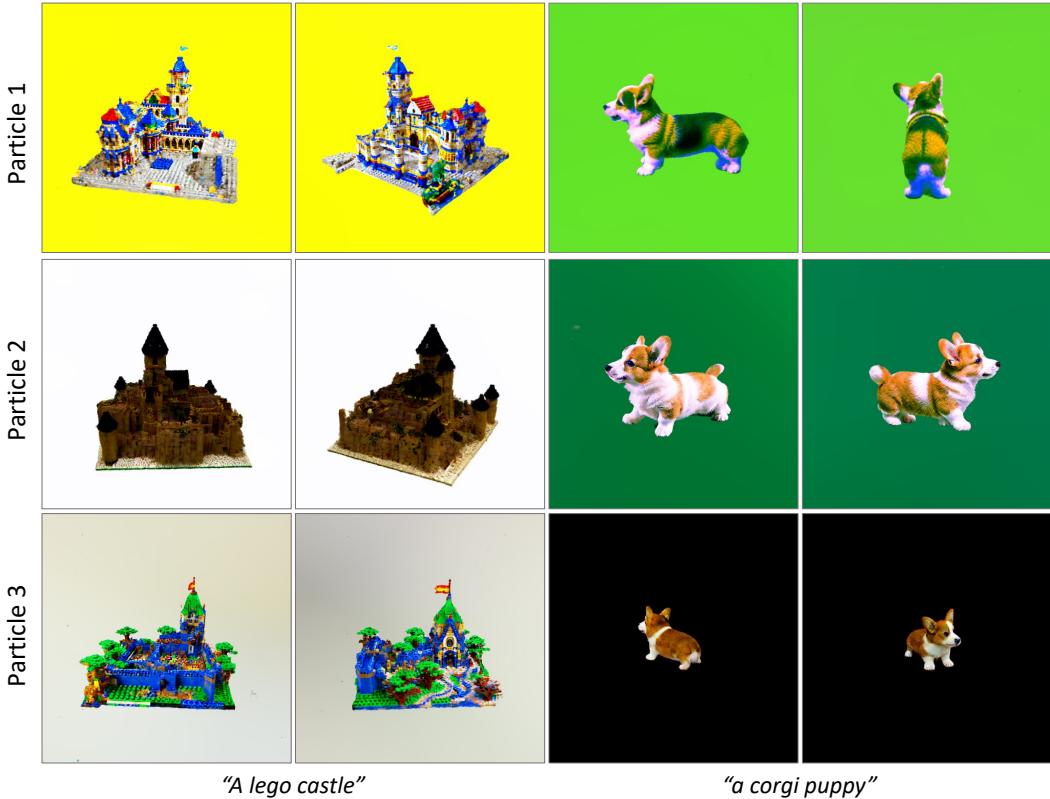 Particle 1
Particle 2
Particle 3
“A lego castle”
“a corgi puppy”